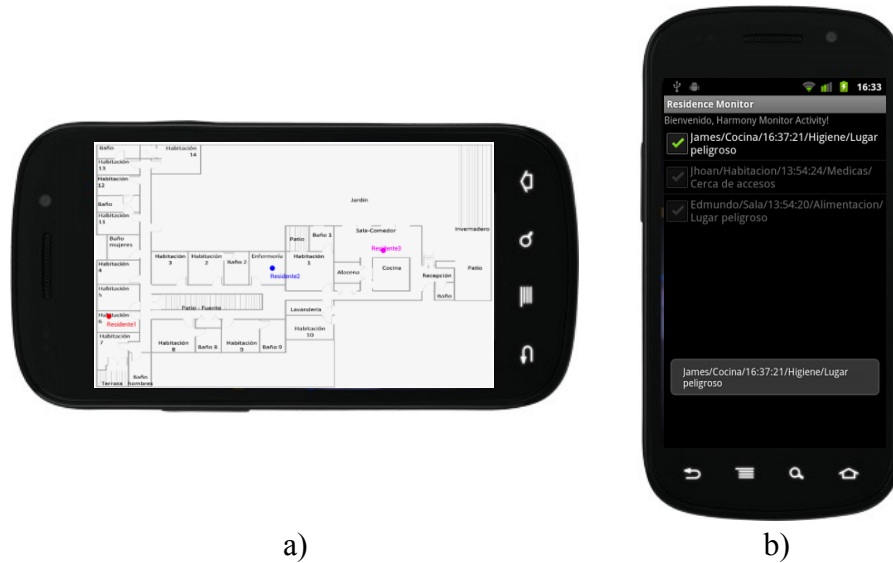 Baño
Habitación
14
Habitación
13
Habitación
12
Baño
Habitación
11
Baño
mujeres
Habitación
4
Habitación
5
Habitación
6
Residente1
Habitación
7
Terraza
Baño
hombres
Jardín
Sala-Comedor
Residente3
Invernadero
Patio
Baño 1
Habitación
3
Habitación
2
Baño 2
Enfermoría
Residente2
Habitación
1
Alacena
Cocina
Recepción
Baño
Patio
Patio - Fuente
Lavandería
Habitación
10
Habitación
8
Baño 8
Habitación
9
Baño 9
a)
16:33
Residence Monitor
Bienvenido, Harmony Monitor Activity!
James/Cocina/16:37:21/Higiene/Lugar
peligroso
Jhoan/Habitacion/13:54:24/Medicas/
Cerca de accesos
Edmundo/Sala/13:54:20/Alimentacion/
Lugar peligroso
James/Cocina/16:37:21/Higiene/Lugar
peligroso
b)